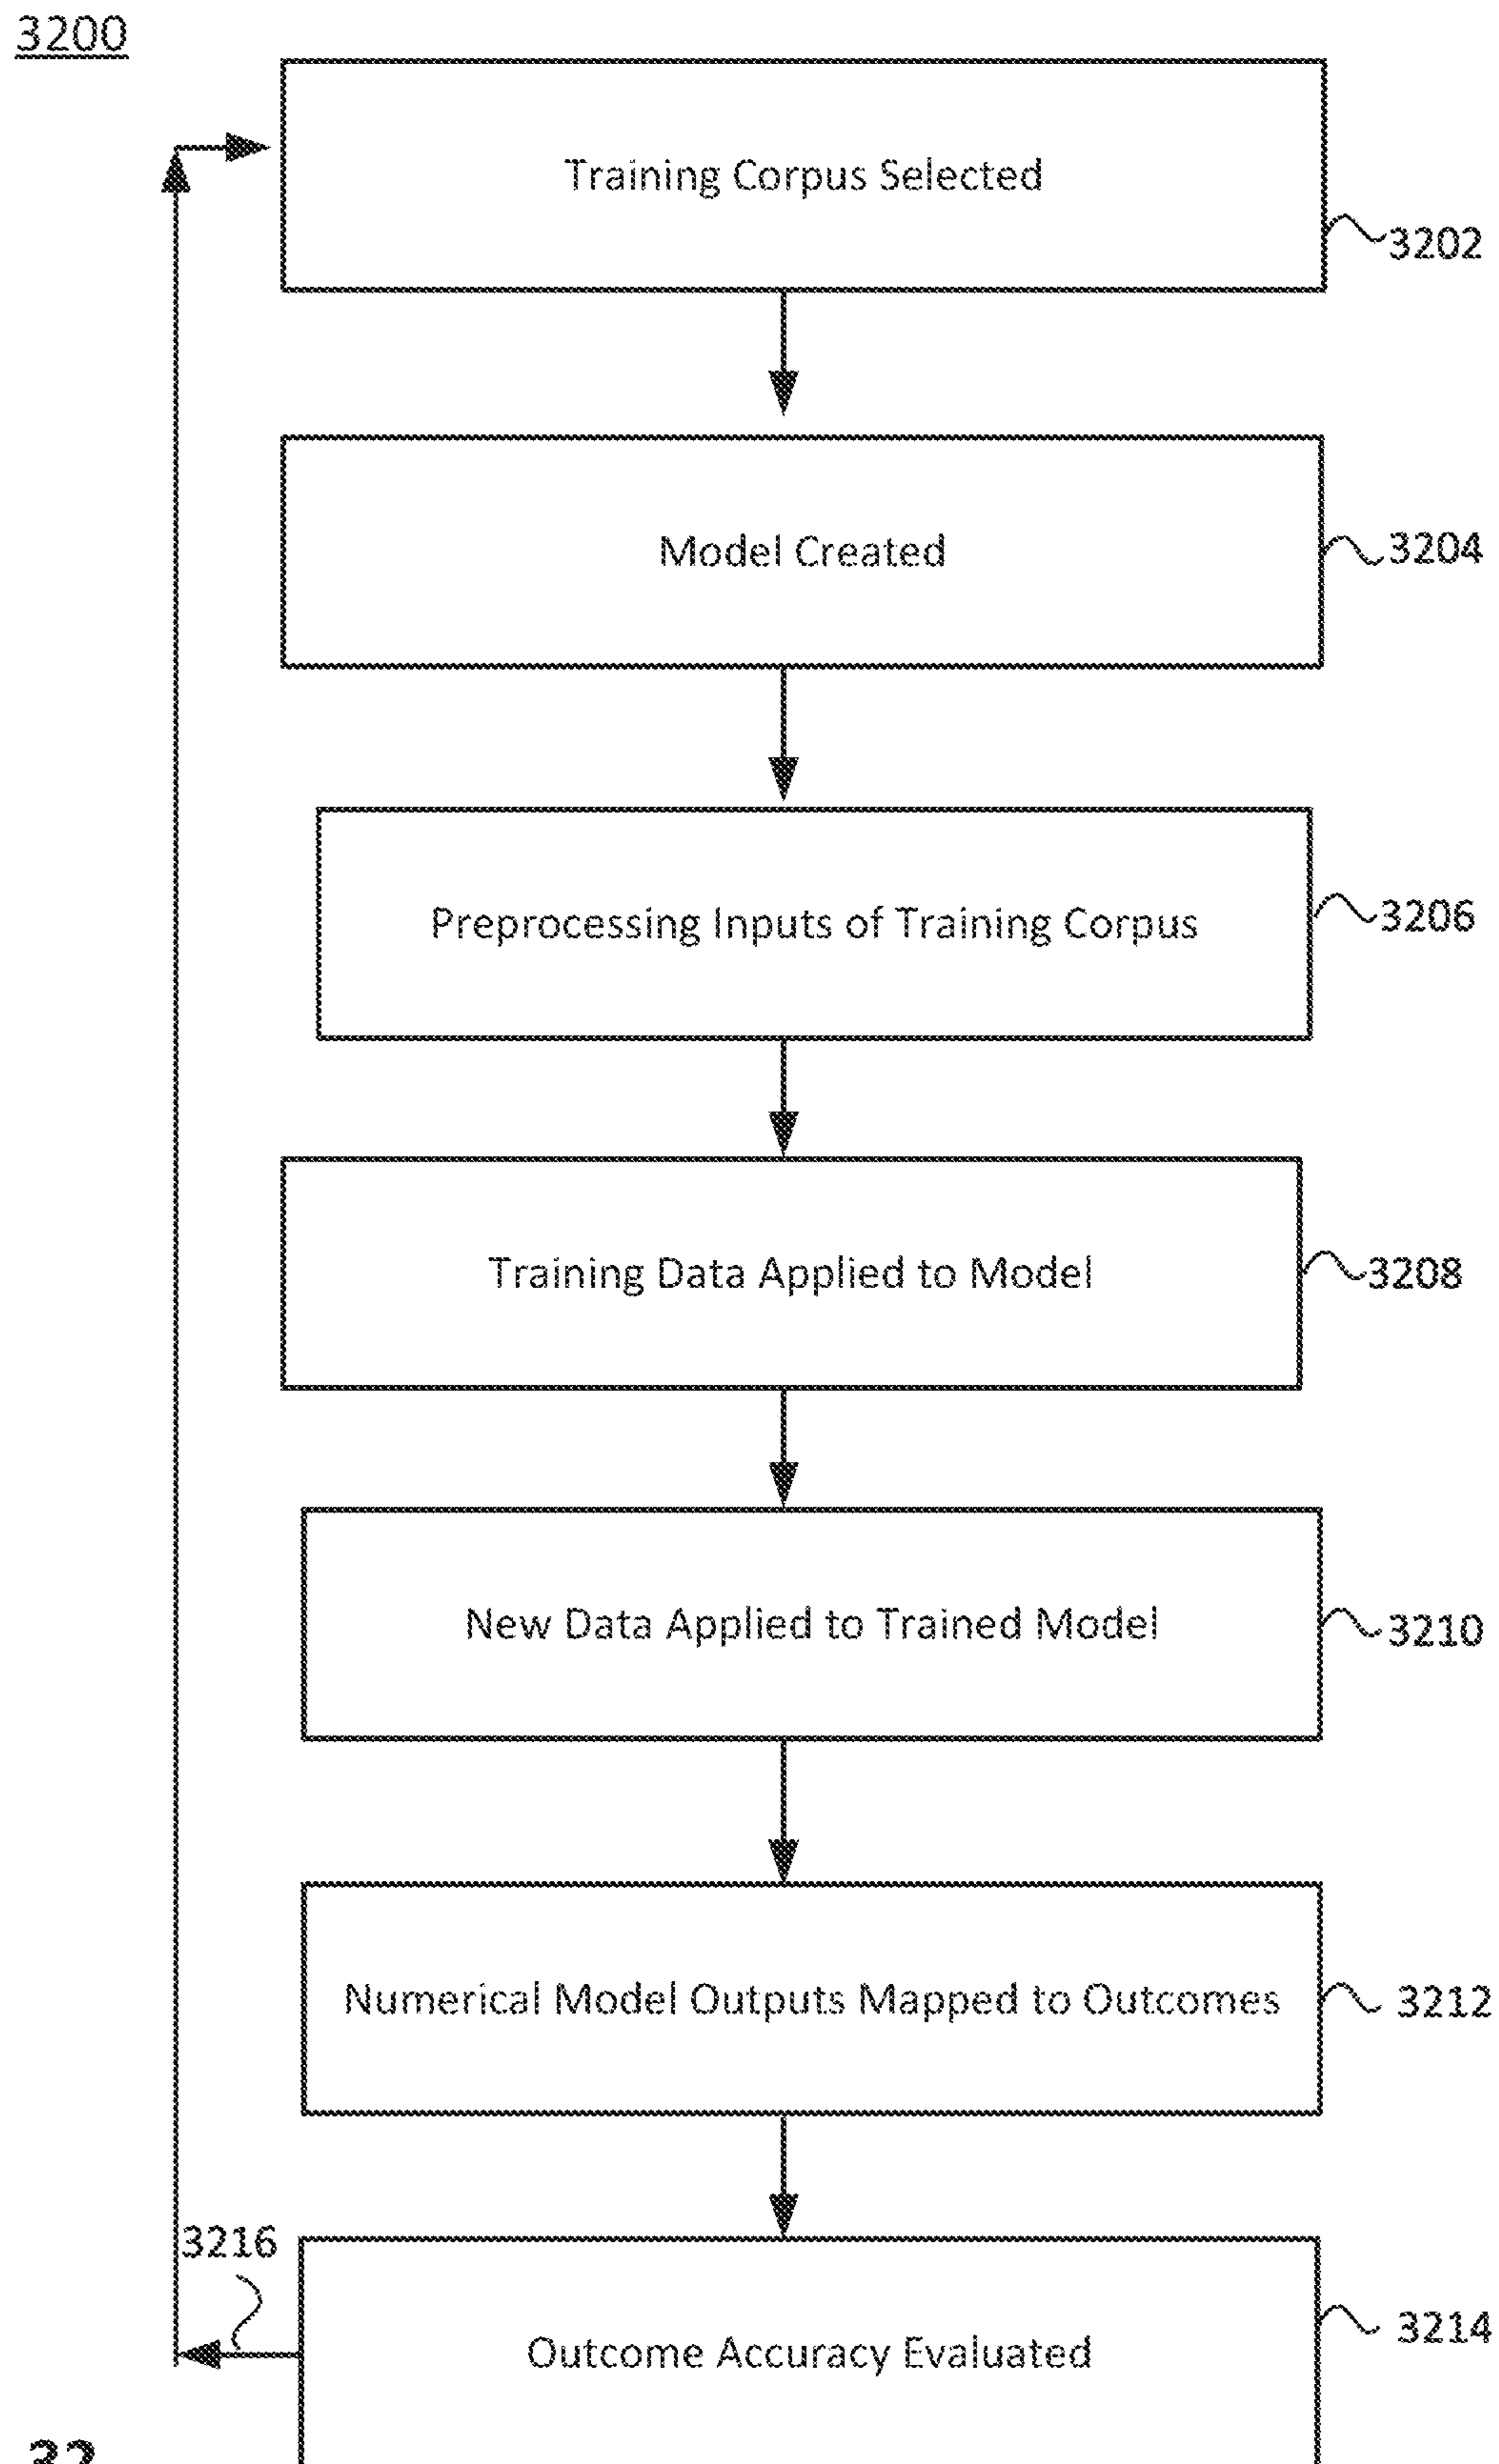 3200
Training Corpus Selected
3202
Model Created
3204
Preprocessing Inputs of Training Corpus
3206
Training Data Applied to Model
3208
New Data Applied to Trained Model
3210
Numerical Model Outputs Mapped to Outcomes
3212
3216
Outcome Accuracy Evaluated
3214
32